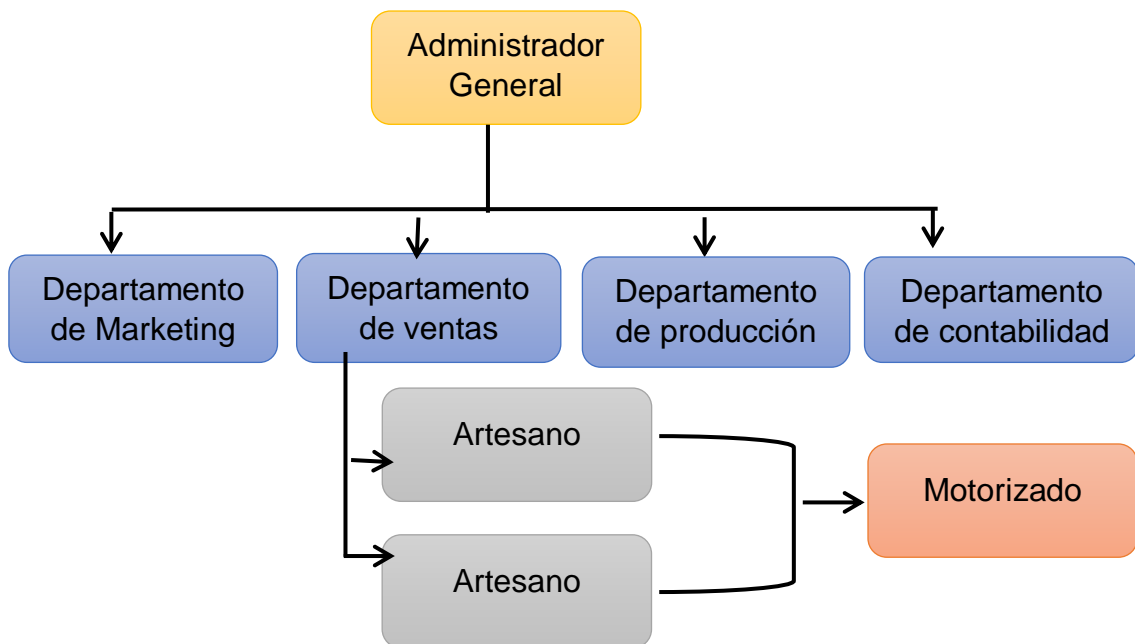 Administrador
General
Departamento
de Marketing
Departamento
de ventas
Departamento
de producción
Departamento
de contabilidad
Artesano
Motorizado
Artesano